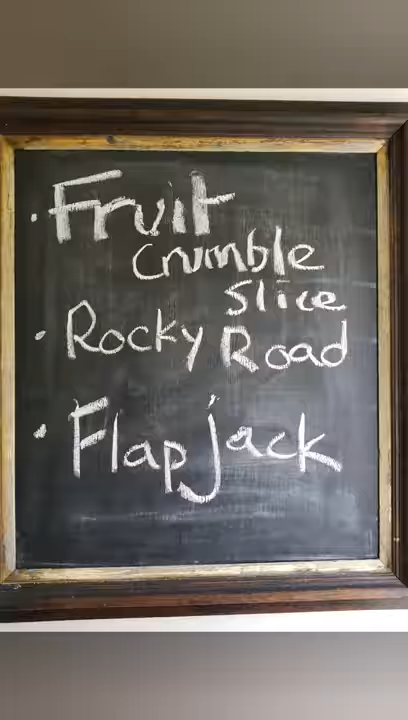 · Fruit
Crumble
Slice
· Rocky Road
· Flapjack